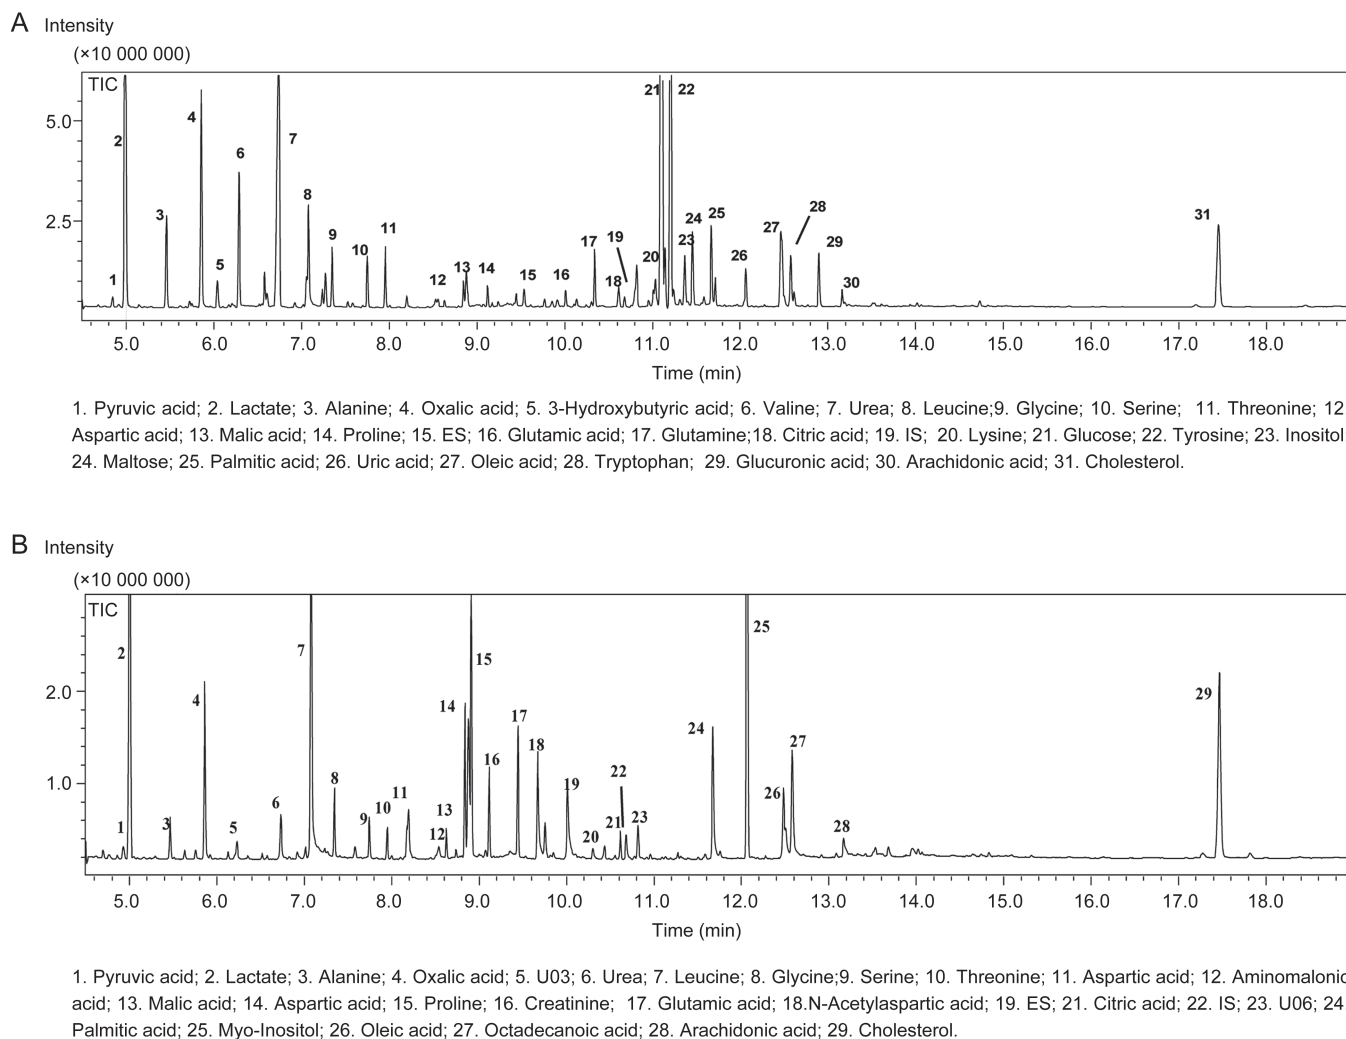 A Intensity
(×10 000 000)
TIC
21 22
5.0
4
2 7
6
8
28
3 24 25 31
9 19 27
11 17 23 29
10 20 26
5 13 14 15 16
1 12 18 30
2.5
5.0 6.0 7.0 8.0 9.0 10.0 11.0 12.0 13.0 14.0 15.0 16.0 17.0 18.0
Time (min)
1. Pyruvic acid; 2. Lactate; 3. Alanine; 4. Oxalic acid; 5. 3-Hydroxybutyric acid; 6. Valine; 7. Urea; 8. Leucine;9. Glycine; 10. Serine; 11. Threonine; 12.
Aspartic acid; 13. Malic acid; 14. Proline; 15. ES; 16. Glutamic acid; 17. Glutamine;18. Citric acid; 19. IS; 20. Lysine; 21. Glucose; 22. Tyrosine; 23. Inositol;
24. Maltose; 25. Palmitic acid; 26. Uric acid; 27. Oleic acid; 28. Tryptophan; 29. Glucuronic acid; 30. Arachidonic acid; 31. Cholesterol.
B Intensity
(×10 000 000)
TIC
25
2 7 15
4 14 29
2.0
17 24
18 27
16
8 22
1.0
6 11 19 26
10
3 9 13 21 23
1 5 12 20 28
5.0 6.0 7.0 8.0 9.0 10.0 11.0 12.0 13.0 14.0 15.0 16.0 17.0 18.0
Time (min)
1. Pyruvic acid; 2. Lactate; 3. Alanine; 4. Oxalic acid; 5. U03; 6. Urea; 7. Leucine; 8. Glycine;9. Serine; 10. Threonine; 11. Aspartic acid; 12. Aminomalonic
acid; 13. Malic acid; 14. Aspartic acid; 15. Proline; 16. Creatinine; 17. Glutamic acid; 18.N-Acetylaspartic acid; 19. ES; 21. Citric acid; 22. IS; 23. U06; 24.
Palmitic acid; 25. Myo-Inositol; 26. Oleic acid; 27. Octadecanoic acid; 28. Arachidonic acid; 29. Cholesterol.